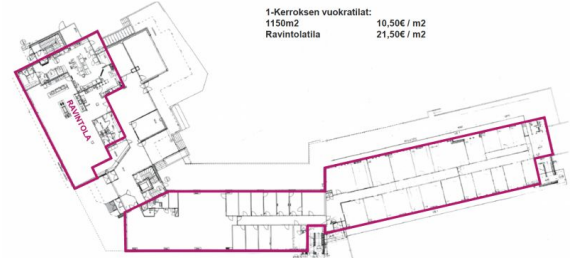 1-Kerroksen vuokratilat:
1150m2 10,50€ / m2
Ravintolatila 21,50€ / m2
RAVINTOLA